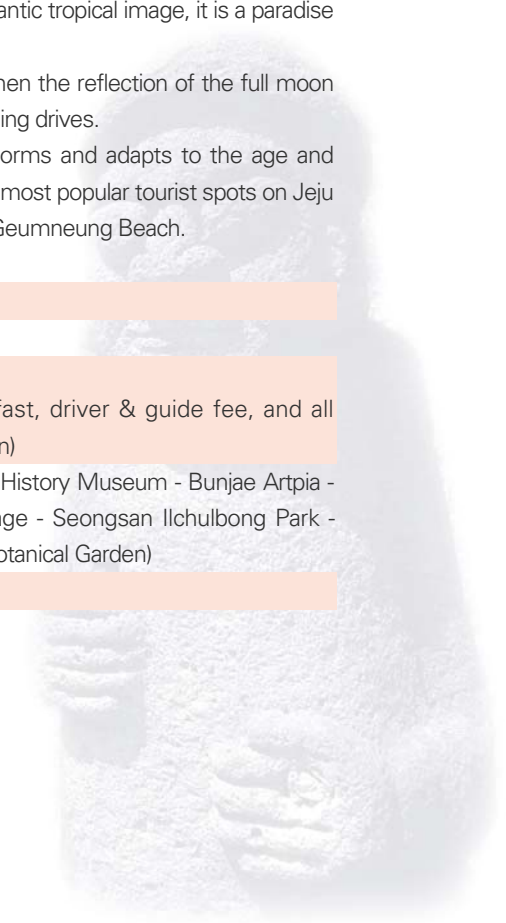 antic tropical image, it is a paradise
hen the reflection of the full moon
ing drives.
orms and adapts to the age and
most popular tourist spots on Jeju
Geumneung Beach.
fast, driver & guide fee, and all
n)
History Museum - Bunjae Artpia -
age - Seongsan Ilchulbong Park -
otanical Garden)